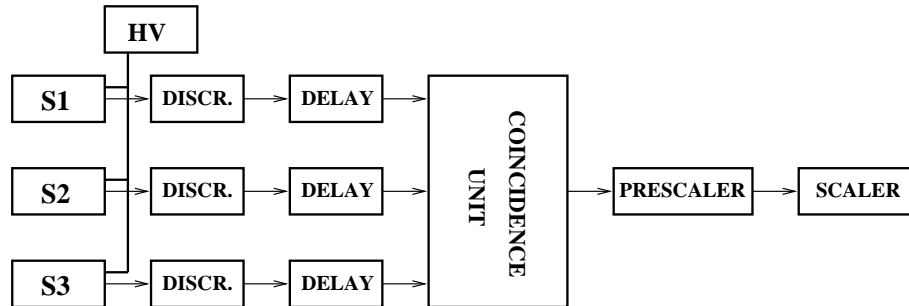 HV
S1
DISCR.
DELAY
S2
DISCR.
DELAY
S3
DISCR.
DELAY
COINCIDENCE
UNIT
PRESCALER
SCALER